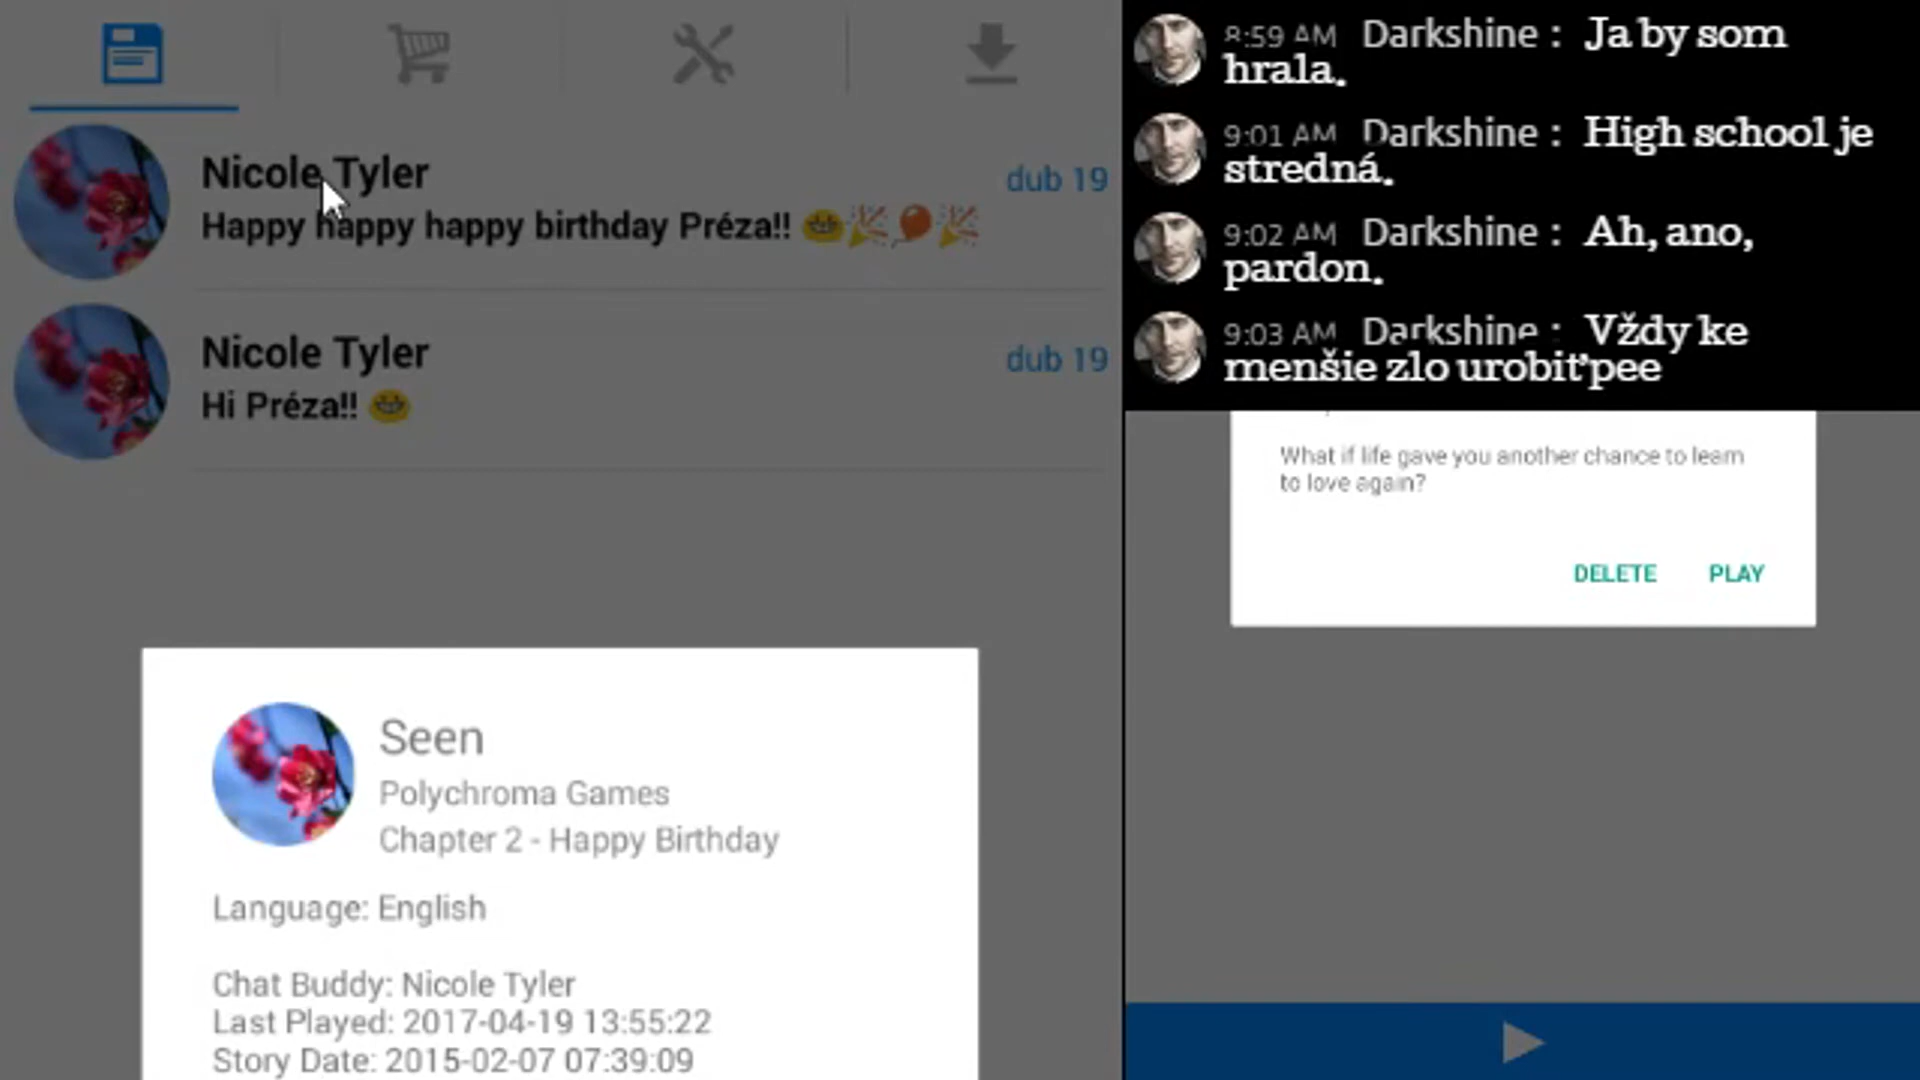 Nicole Tyler
dub 19
Happy happy happy birthday Préza!! 😁🎉🎈🎉
Nicole Tyler
dub 19
Hi Préza!! 😁
Seen
Polychroma Games
Chapter 2 - Happy Birthday
Language: English
Chat Buddy: Nicole Tyler
Last Played: 2017-04-19 13:55:22
Story Date: 2015-02-07 07:39:09
8:59 AM Darkshine : Ja by som
hrala.
9:01 AM Darkshine : High school je
stredná.
9:02 AM Darkshine : Ah, ano,
pardon.
9:03 AM Darkshine : Vždy ke
menšie zlo urobiť pee
What if life gave you another chance to learn
to love again?
DELETE PLAY